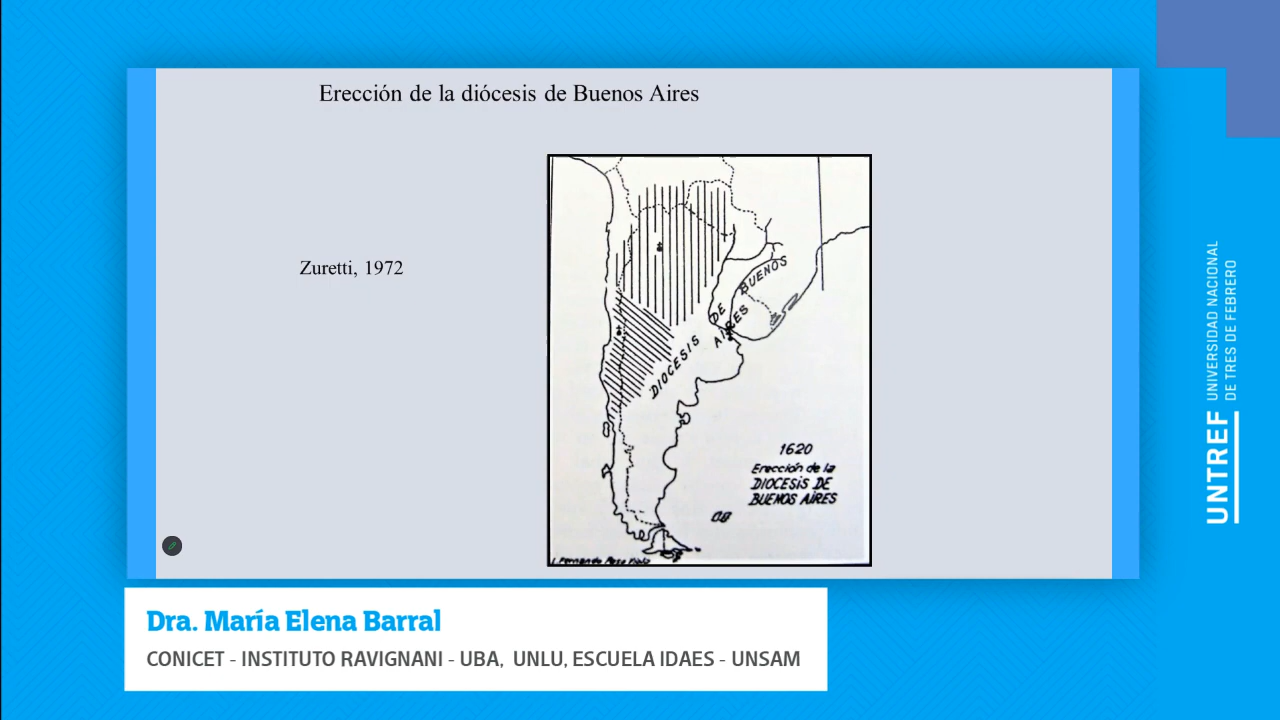 Erección de la diócesis de Buenos Aires
Zuretti, 1972
DIOCESIS DE BUENOS
AIRES
1620
Erección de la
DIOCESIS DE
BUENOS AIRES
Fernando
Dra. María Elena Barral
CONICET - INSTITUTO RAVIGNANI - UBA, UNLU, ESCUELA IDAES - UNSAM
UNTREF
UNIVERSIDAD NACIONAL
DE TRES DE FEBRERO